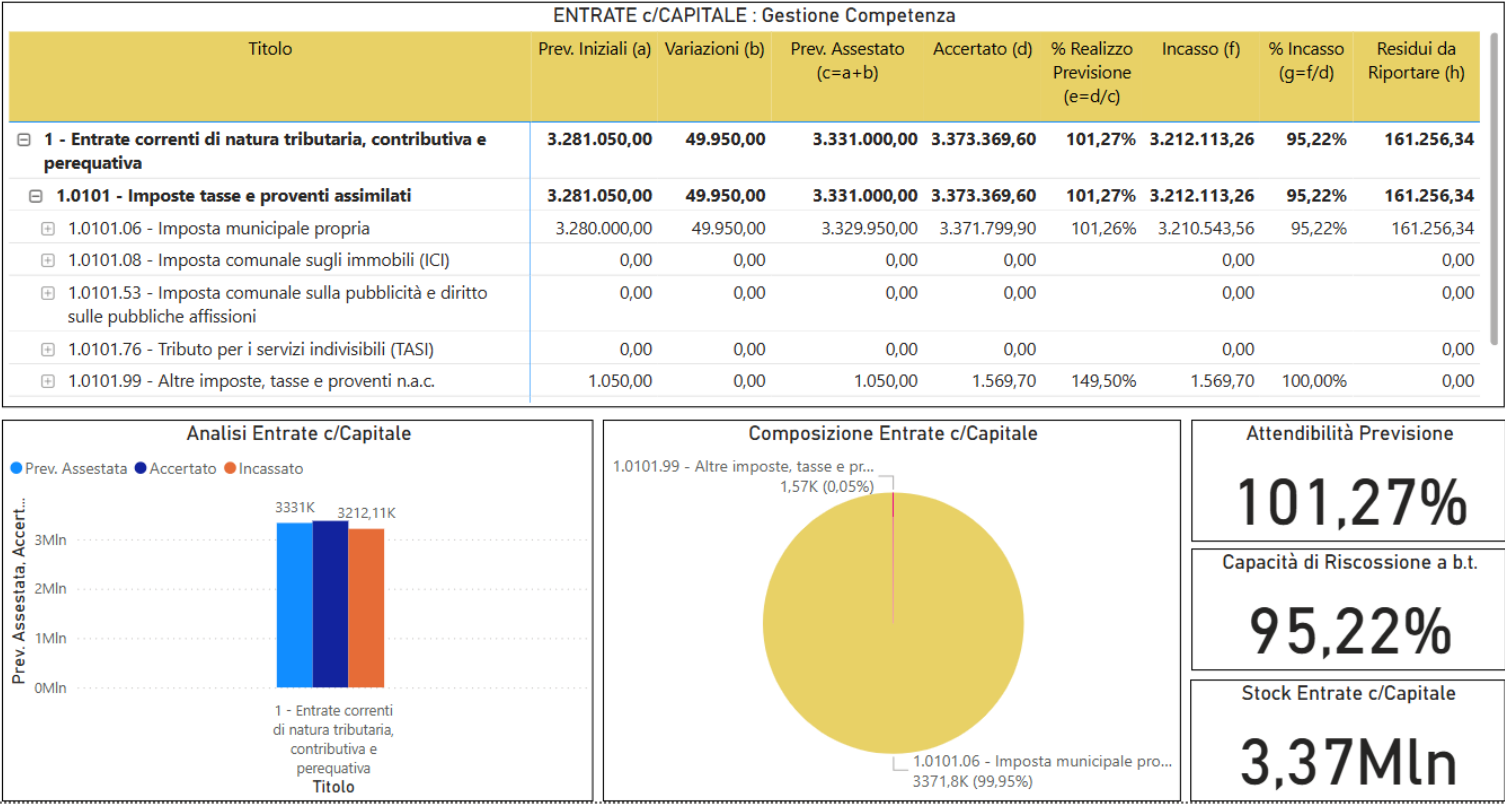 ENTRATE c/CAPITALE : Gestione Competenza
Titolo Prev. Iniziali (a) Variazioni (b) Prev. Assestato (c=a+b) Accertato (d) % Realizzo Previsione (e=d/c) Incasso (f) % Incasso (g=f/d) Residui da Riportare (h)
1 - Entrate correnti di natura tributaria, contributiva e perequativa 3.281.050,00 49.950,00 3.331.000,00 3.373.369,60 101,27% 3.212.113,26 95,22% 161.256,34
1.0101 - Imposte tasse e proventi assimilati 3.281.050,00 49.950,00 3.331.000,00 3.373.369,60 101,27% 3.212.113,26 95,22% 161.256,34
1.0101.06 - Imposta municipale propria 3.280.000,00 49.950,00 3.329.950,00 3.371.799,90 101,26% 3.210.543,56 95,22% 161.256,34
1.0101.08 - Imposta comunale sugli immobili (ICI) 0,00 0,00 0,00 0,00 0,00 0,00
1.0101.53 - Imposta comunale sulla pubblicità e diritto sulle pubbliche affissioni 0,00 0,00 0,00 0,00 0,00 0,00
1.0101.76 - Tributo per i servizi indivisibili (TASI) 0,00 0,00 0,00 0,00 0,00 0,00
1.0101.99 - Altre imposte, tasse e proventi n.a.c. 1.050,00 0,00 1.050,00 1.569,70 149,50% 1.569,70 100,00% 0,00
Analisi Entrate c/Capitale
Prev. Assestata Accertato Incassato
Prev. Assestata, Accert...
3331K
3212,11K
3Mln
2Mln
1Mln
0Mln
1 - Entrate correnti
di natura tributaria,
contributiva e
perequativa
Titolo
Composizione Entrate c/Capitale
1.0101.99 - Altre imposte, tasse e pr...
1,57K (0,05%)
1.0101.06 - Imposta municipale pro...
3371,8K (99,95%)
Attendibilità Previsione
101,27%
Capacità di Riscossione a b.t.
95,22%
Stock Entrate c/Capitale
3,37Mln